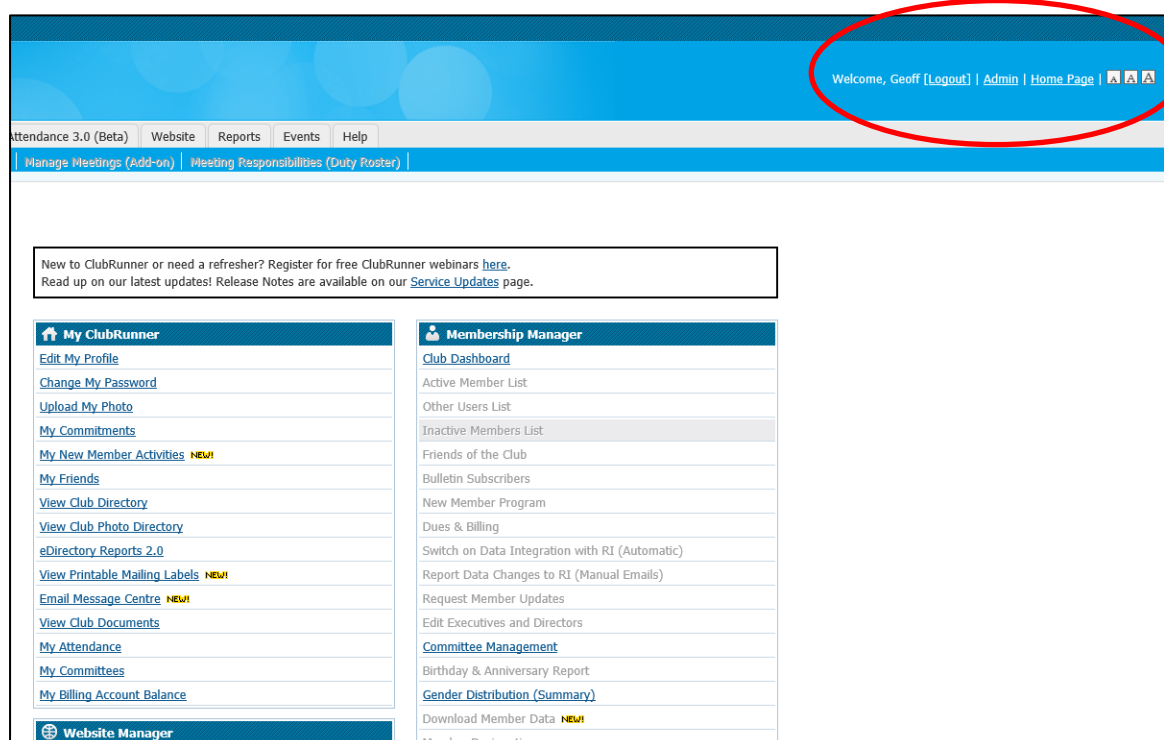 Welcome, Geoff [Logout] | Admin | Home Page | A A A
Attendance 3.0 (Beta) Website Reports Events Help
| Manage Meetings (Add-on) | Meeting Responsibilities (Duty Roster) |
New to ClubRunner or need a refresher? Register for free ClubRunner webinars here.
Read up on our latest updates! Release Notes are available on our Service Updates page.
My ClubRunner
Edit My Profile
Change My Password
Upload My Photo
My Commitments
My New Member Activities NEW!
My Friends
View Club Directory
View Club Photo Directory
eDirectory Reports 2.0
View Printable Mailing Labels NEW!
Email Message Centre NEW!
View Club Documents
My Attendance
My Committees
My Billing Account Balance
Website Manager
Membership Manager
Club Dashboard
Active Member List
Other Users List
Inactive Members List
Friends of the Club
Bulletin Subscribers
New Member Program
Dues & Billing
Switch on Data Integration with RI (Automatic)
Report Data Changes to RI (Manual Emails)
Request Member Updates
Edit Executives and Directors
Committee Management
Birthday & Anniversary Report
Gender Distribution (Summary)
Download Member Data NEW!